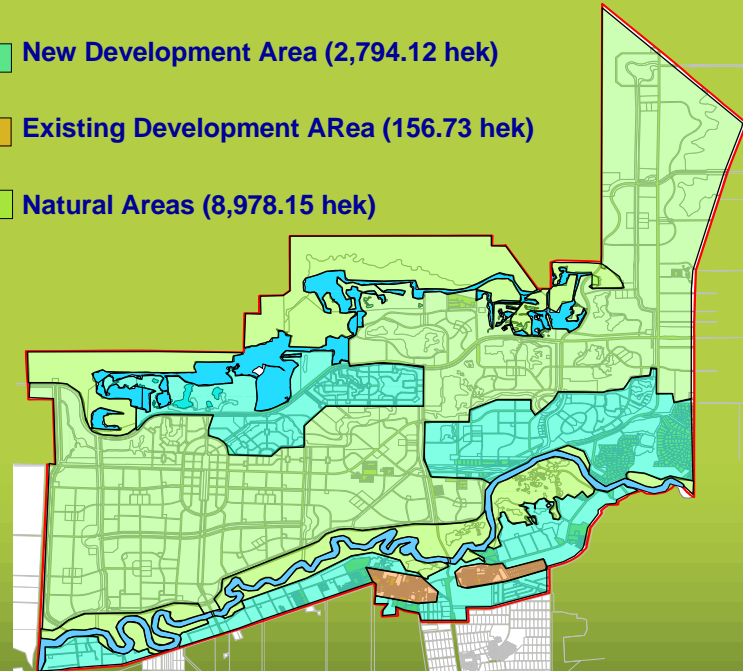 New Development Area (2,794.12 hek)
Existing Development ARea (156.73 hek)
Natural Areas (8,978.15 hek)